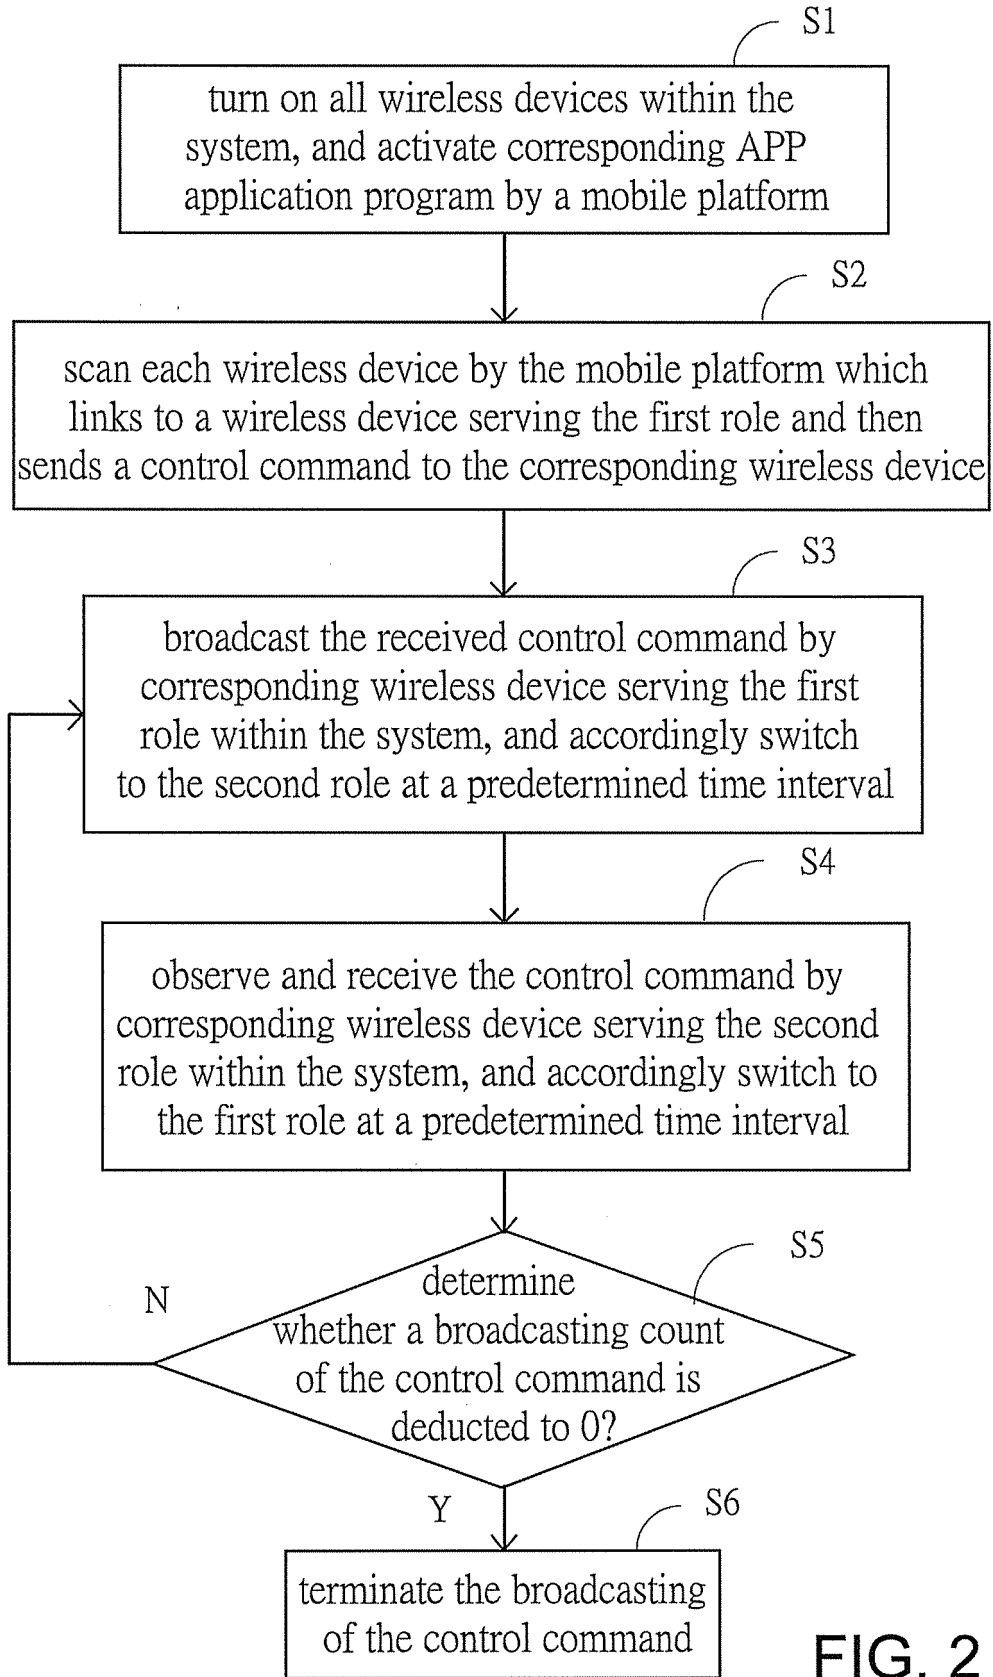 S1
turn on all wireless devices within the
system, and activate corresponding APP
application program by a mobile platform
S2
scan each wireless device by the mobile platform which
links to a wireless device serving the first role and then
sends a control command to the corresponding wireless device
S3
broadcast the received control command by
corresponding wireless device serving the first
role within the system, and accordingly switch
to the second role at a predetermined time interval
S4
observe and receive the control command by
corresponding wireless device serving the second
role within the system, and accordingly switch to
the first role at a predetermined time interval
S5
N
determine
whether a broadcasting count
of the control command is
deducted to 0?
Y
S6
terminate the broadcasting
of the control command
FIG. 2